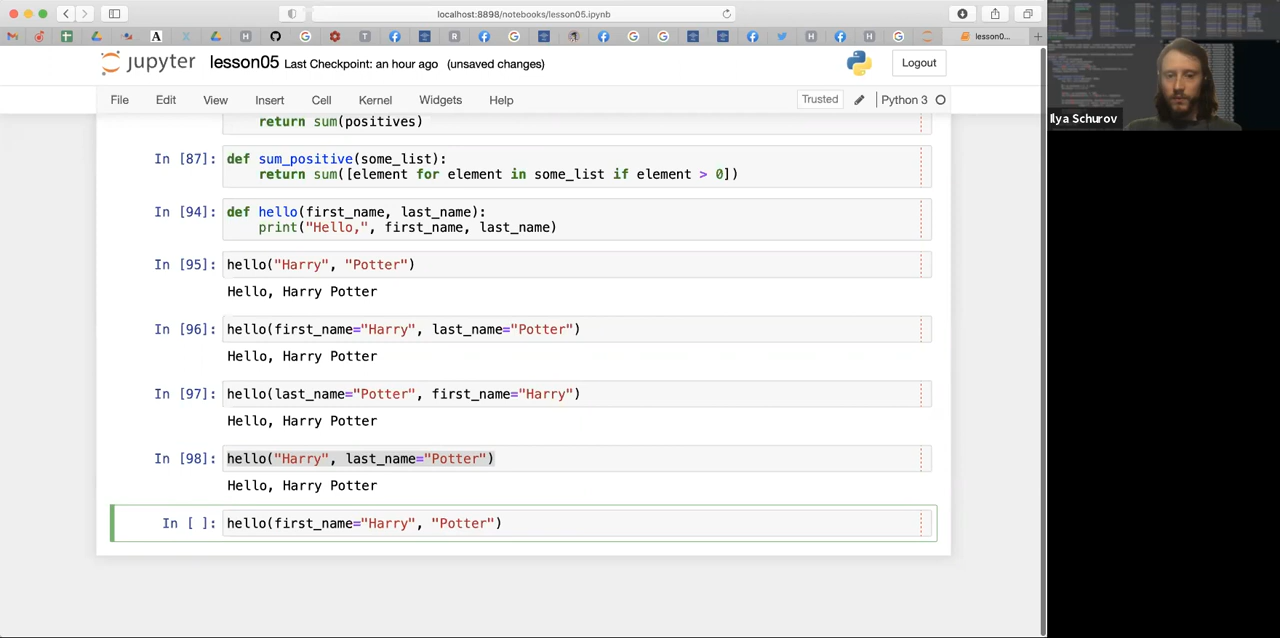 localhost:8898/notebooks/lesson05.ipynb
lesson0...
jupyter lesson05 Last Checkpoint: an hour ago (unsaved changes)
Logout
File Edit View Insert Cell Kernel Widgets Help
Trusted Python 3
return sum(positives)
In [87]: def sum_positive(some_list):
return sum([element for element in some_list if element > 0])
In [94]: def hello(first_name, last_name):
print("Hello,", first_name, last_name)
In [95]: hello("Harry", "Potter")
Hello, Harry Potter
In [96]: hello(first_name="Harry", last_name="Potter")
Hello, Harry Potter
In [97]: hello(last_name="Potter", first_name="Harry")
Hello, Harry Potter
In [98]: hello("Harry", last_name="Potter")
Hello, Harry Potter
In [ ]: hello(first_name="Harry", "Potter")
Ilya Schurov